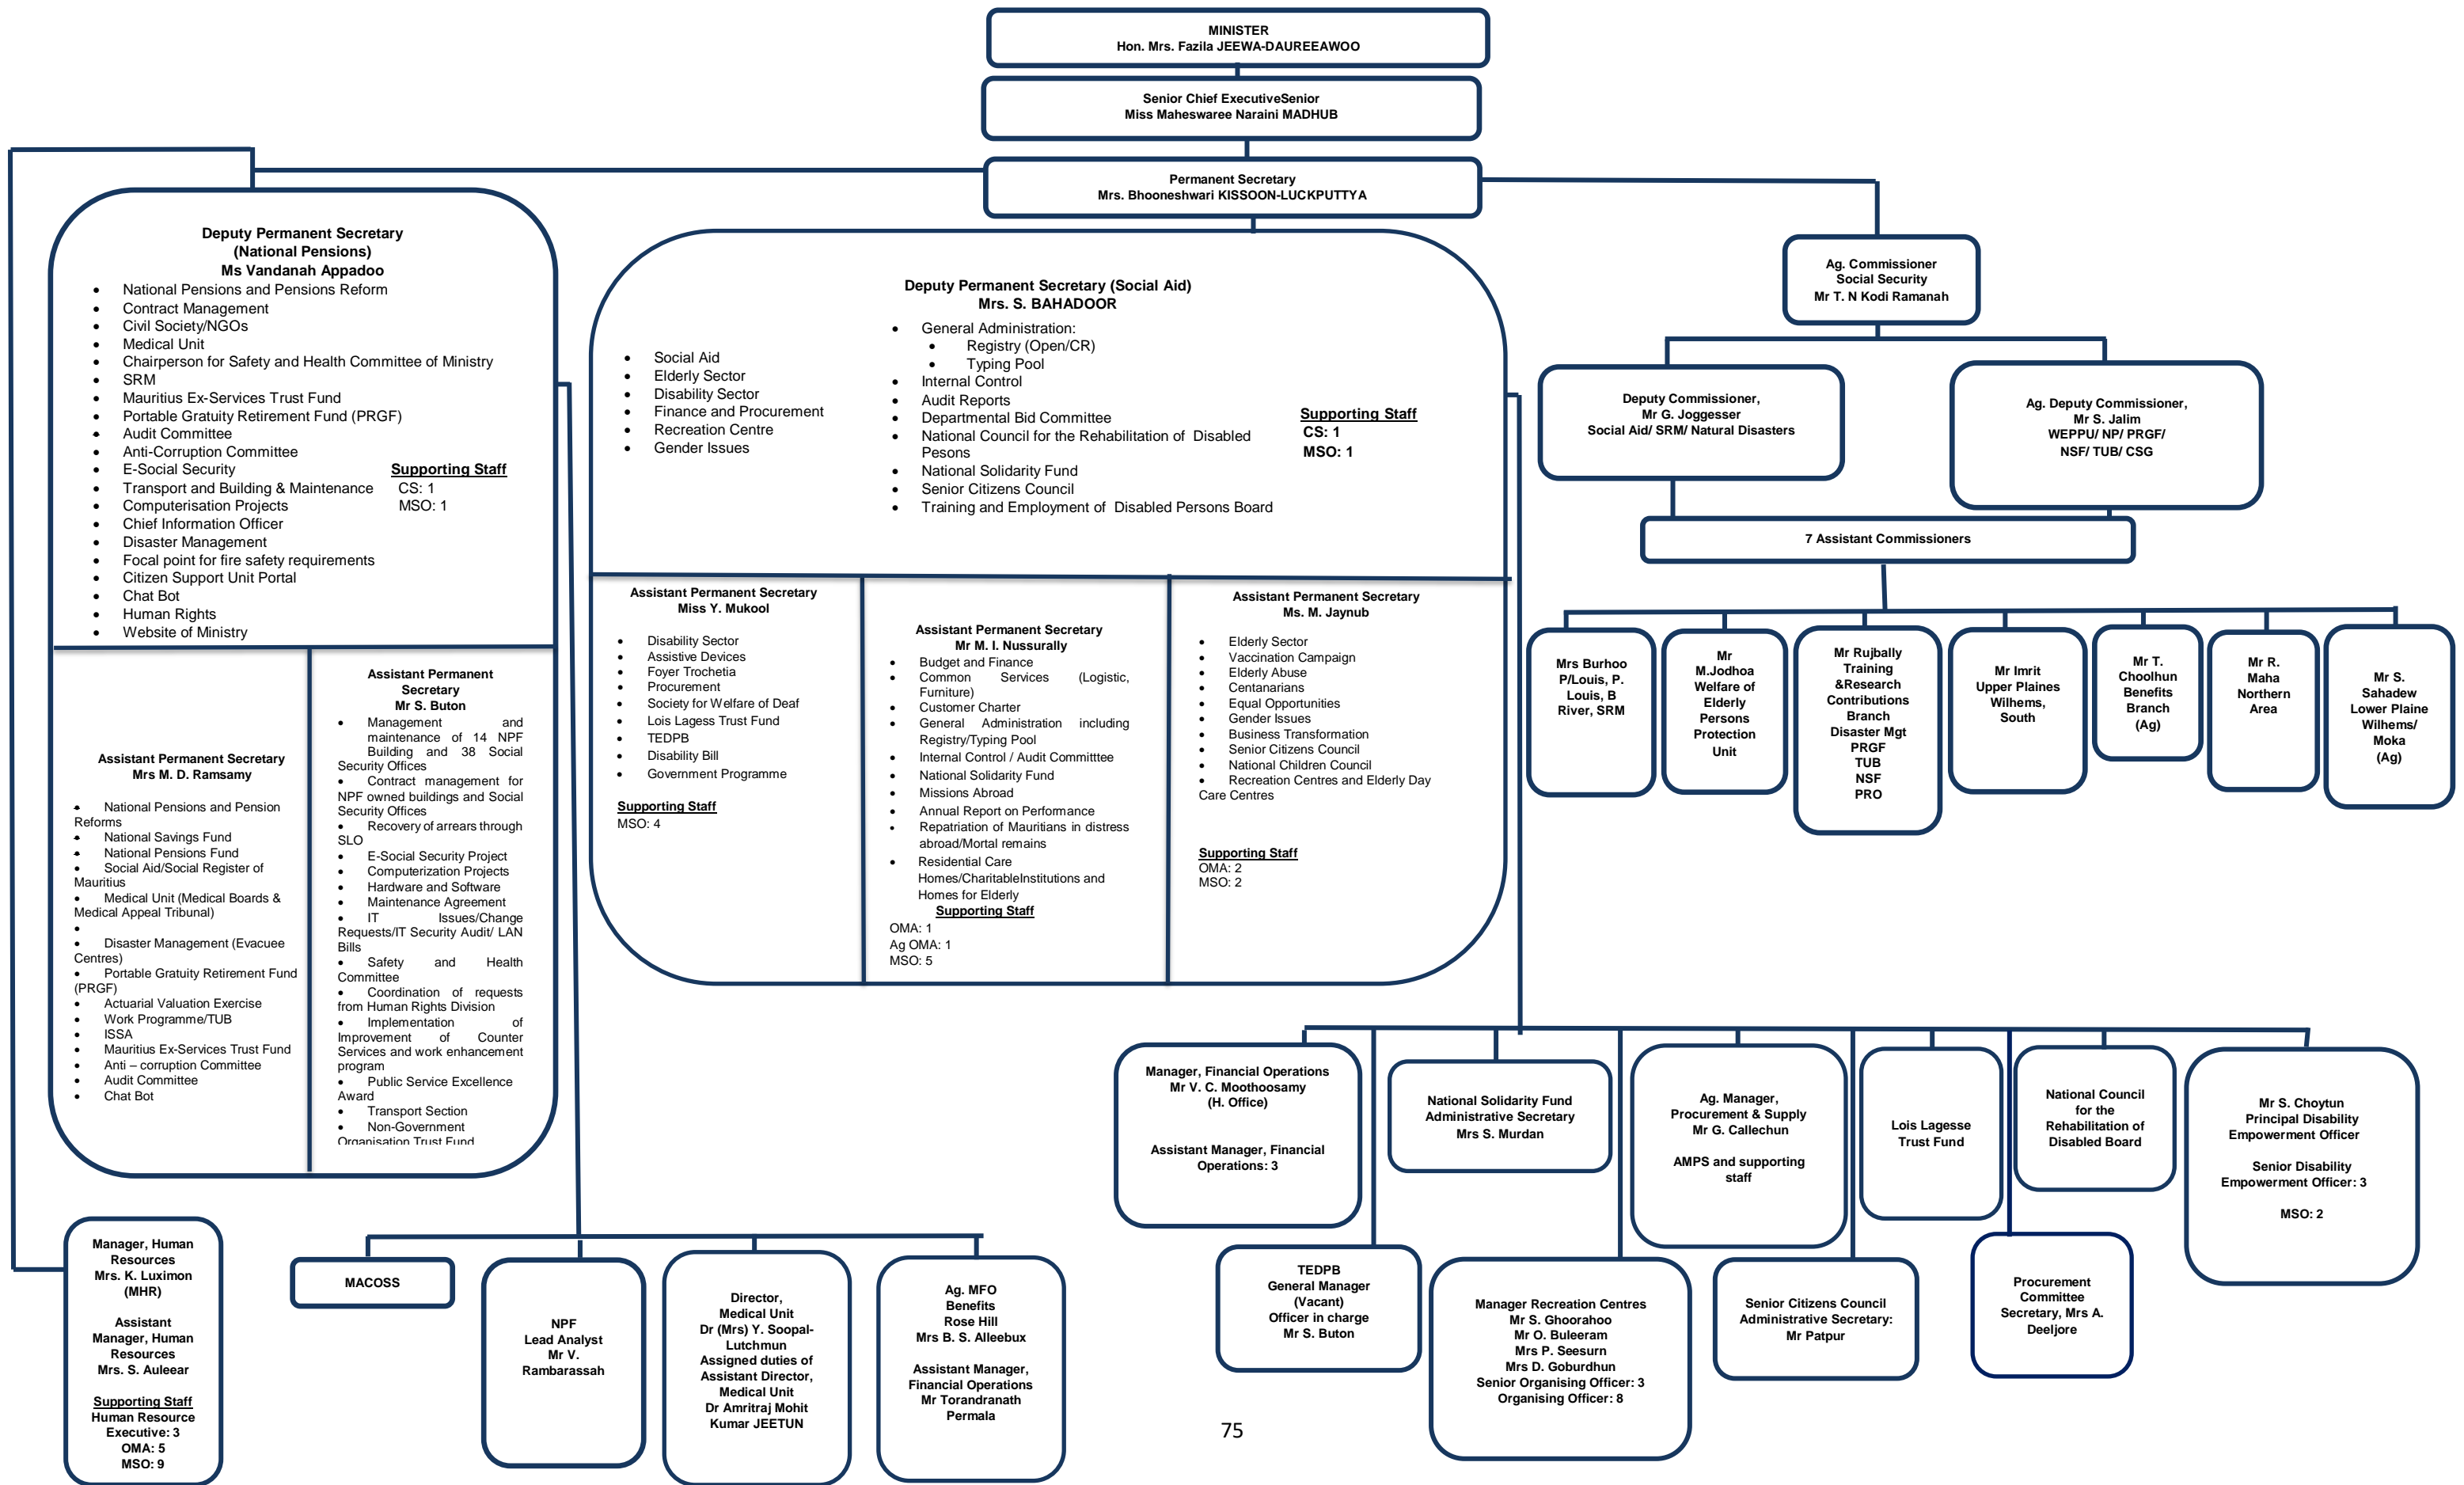 MINISTER
Hon. Mrs. Fazila JEEWA-DAUREEAWOO
Senior Chief ExecutiveSenior
Miss Maheswaree Naraini MADHUB
Permanent Secretary
Mrs. Bhooneshwari KISSOON-LUCKPUTTYA
Deputy Permanent Secretary
(National Pensions)
Ms Vandanah Appadoo
• National Pensions and Pensions Reform
• Contract Management
• Civil Society/NGOs
• Medical Unit
• Chairperson for Safety and Health Committee of Ministry
• SRM
• Mauritius Ex-Services Trust Fund
• Portable Gratuity Retirement Fund (PRGF)
• Audit Committee
• Anti-Corruption Committee
• E-Social Security
• Transport and Building & Maintenance
• Computerisation Projects
• Chief Information Officer
• Disaster Management
• Focal point for fire safety requirements
• Citizen Support Unit Portal
• Chat Bot
• Human Rights
• Website of Ministry
Supporting Staff
CS: 1
MSO: 1
Assistant Permanent Secretary
Mrs M. D. Ramsamy
• National Pensions and Pension
Reforms
• National Savings Fund
• National Pensions Fund
• Social Aid/Social Register of
Mauritius
• Medical Unit (Medical Boards &
Medical Appeal Tribunal)
•
• Disaster Management (Evacuee
Centres)
• Portable Gratuity Retirement Fund
(PRGF)
• Actuarial Valuation Exercise
• Work Programme/TUB
• ISSA
• Mauritius Ex-Services Trust Fund
• Anti – corruption Committee
• Audit Committee
• Chat Bot
Assistant Permanent
Secretary
Mr S. Buton
• Management and
maintenance of 14 NPF
Building and 38 Social
Security Offices
• Contract management for
NPF owned buildings and Social
Security Offices
• Recovery of arrears through
SLO
• E-Social Security Project
• Computerization Projects
• Hardware and Software
• Maintenance Agreement
• IT Issues/Change
Requests/IT Security Audit/ LAN
Bills
• Safety and Health
Committee
• Coordination of requests
from Human Rights Division
• Implementation of
Improvement of Counter
Services and work enhancement
program
• Public Service Excellence
Award
• Transport Section
• Non-Government
Organisation Trust Fund
Deputy Permanent Secretary (Social Aid)
Mrs. S. BAHADOOR
• Social Aid
• Elderly Sector
• Disability Sector
• Finance and Procurement
• Recreation Centre
• Gender Issues
• General Administration:
• Registry (Open/CR)
• Typing Pool
• Internal Control
• Audit Reports
• Departmental Bid Committee
• National Council for the Rehabilitation of Disabled
Pesons
• National Solidarity Fund
• Senior Citizens Council
• Training and Employment of Disabled Persons Board
Supporting Staff
CS: 1
MSO: 1
Assistant Permanent Secretary
Miss Y. Mukool
• Disability Sector
• Assistive Devices
• Foyer Trochetia
• Procurement
• Society for Welfare of Deaf
• Lois Lagess Trust Fund
• TEDPB
• Disability Bill
• Government Programme
Supporting Staff
MSO: 4
Assistant Permanent Secretary
Mr M. I. Nussurally
• Budget and Finance
• Common Services (Logistic,
Furniture)
• Customer Charter
• General Administration including
Registry/Typing Pool
• Internal Control / Audit Committtee
• National Solidarity Fund
• Missions Abroad
• Annual Report on Performance
• Repatriation of Mauritians in distress
abroad/Mortal remains
• Residential Care
Homes/CharitableInstitutions and
Homes for Elderly
Supporting Staff
OMA: 1
Ag OMA: 1
MSO: 5
Assistant Permanent Secretary
Ms. M. Jaynub
• Elderly Sector
• Vaccination Campaign
• Elderly Abuse
• Centanarians
• Equal Opportunities
• Gender Issues
• Business Transformation
• Senior Citizens Council
• National Children Council
• Recreation Centres and Elderly Day
Care Centres
Supporting Staff
OMA: 2
MSO: 2
Ag. Commissioner
Social Security
Mr T. N Kodi Ramanah
Deputy Commissioner,
Mr G. Joggesser
Social Aid/ SRM/ Natural Disasters
Ag. Deputy Commissioner,
Mr S. Jalim
WEPPU/ NP/ PRGF/
NSF/ TUB/ CSG
7 Assistant Commissioners
Mrs Burhoo
P/Louis, P.
Louis, B
River, SRM
Mr
M.Jodhoa
Welfare of
Elderly
Persons
Protection
Unit
Mr Rujbally
Training
&Research
Contributions
Branch
Disaster Mgt
PRGF
TUB
NSF
PRO
Mr Imrit
Upper Plaines
Wilhems,
South
Mr T.
Choolhun
Benefits
Branch
(Ag)
Mr R.
Maha
Northern
Area
Mr S.
Sahadew
Lower Plaine
Wilhems/
Moka
(Ag)
Manager, Human
Resources
Mrs. K. Luximon
(MHR)
Assistant
Manager, Human
Resources
Mrs. S. Auleear
Supporting Staff
Human Resource
Executive: 3
OMA: 5
MSO: 9
MACOSS
NPF
Lead Analyst
Mr V.
Rambarassah
Director,
Medical Unit
Dr (Mrs) Y. Soopal-
Lutchmun
Assigned duties of
Assistant Director,
Medical Unit
Dr Amritraj Mohit
Kumar JEETUN
Ag. MFO
Benefits
Rose Hill
Mrs B. S. Alleebux
Assistant Manager,
Financial Operations
Mr Torandranath
Permala
Manager, Financial Operations
Mr V. C. Moothoosamy
(H. Office)
Assistant Manager, Financial
Operations: 3
National Solidarity Fund
Administrative Secretary
Mrs S. Murdan
Ag. Manager,
Procurement & Supply
Mr G. Callechun
AMPS and supporting
staff
Lois Lagesse
Trust Fund
National Council
for the
Rehabilitation of
Disabled Board
Mr S. Choytun
Principal Disability
Empowerment Officer
Senior Disability
Empowerment Officer: 3
MSO: 2
TEDPB
General Manager
(Vacant)
Officer in charge
Mr S. Buton
Manager Recreation Centres
Mr S. Ghoorahoo
Mr O. Buleeram
Mrs P. Seesurn
Mrs D. Goburdhun
Senior Organising Officer: 3
Organising Officer: 8
Senior Citizens Council
Administrative Secretary:
Mr Patpur
Procurement
Committee
Secretary, Mrs A.
Deeljore
75